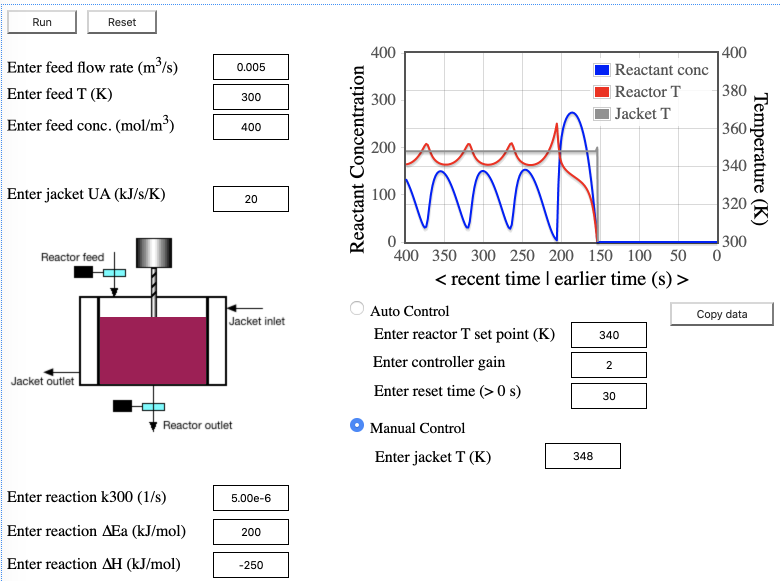 Run Reset
Enter feed flow rate (m³/s) 0.005
Enter feed T (K) 300
Enter feed conc. (mol/m³) 400
Enter jacket UA (kJ/s/K) 20
Reactor feed
Jacket inlet
Jacket outlet
Reactor outlet
Enter reaction k300 (1/s) 5.00e-6
Enter reaction ΔEa (kJ/mol) 200
Enter reaction ΔH (kJ/mol) -250
Reactant Concentration
400
300
200
100
0
Reactant conc
Reactor T
Jacket T
400
380
360
340
320
300
Temperature (K)
400 350 300 250 200 150 100 50 0
< recent time | earlier time (s) >
Auto Control
Copy data
Enter reactor T set point (K) 340
Enter controller gain 2
Enter reset time (> 0 s) 30
Manual Control
Enter jacket T (K) 348